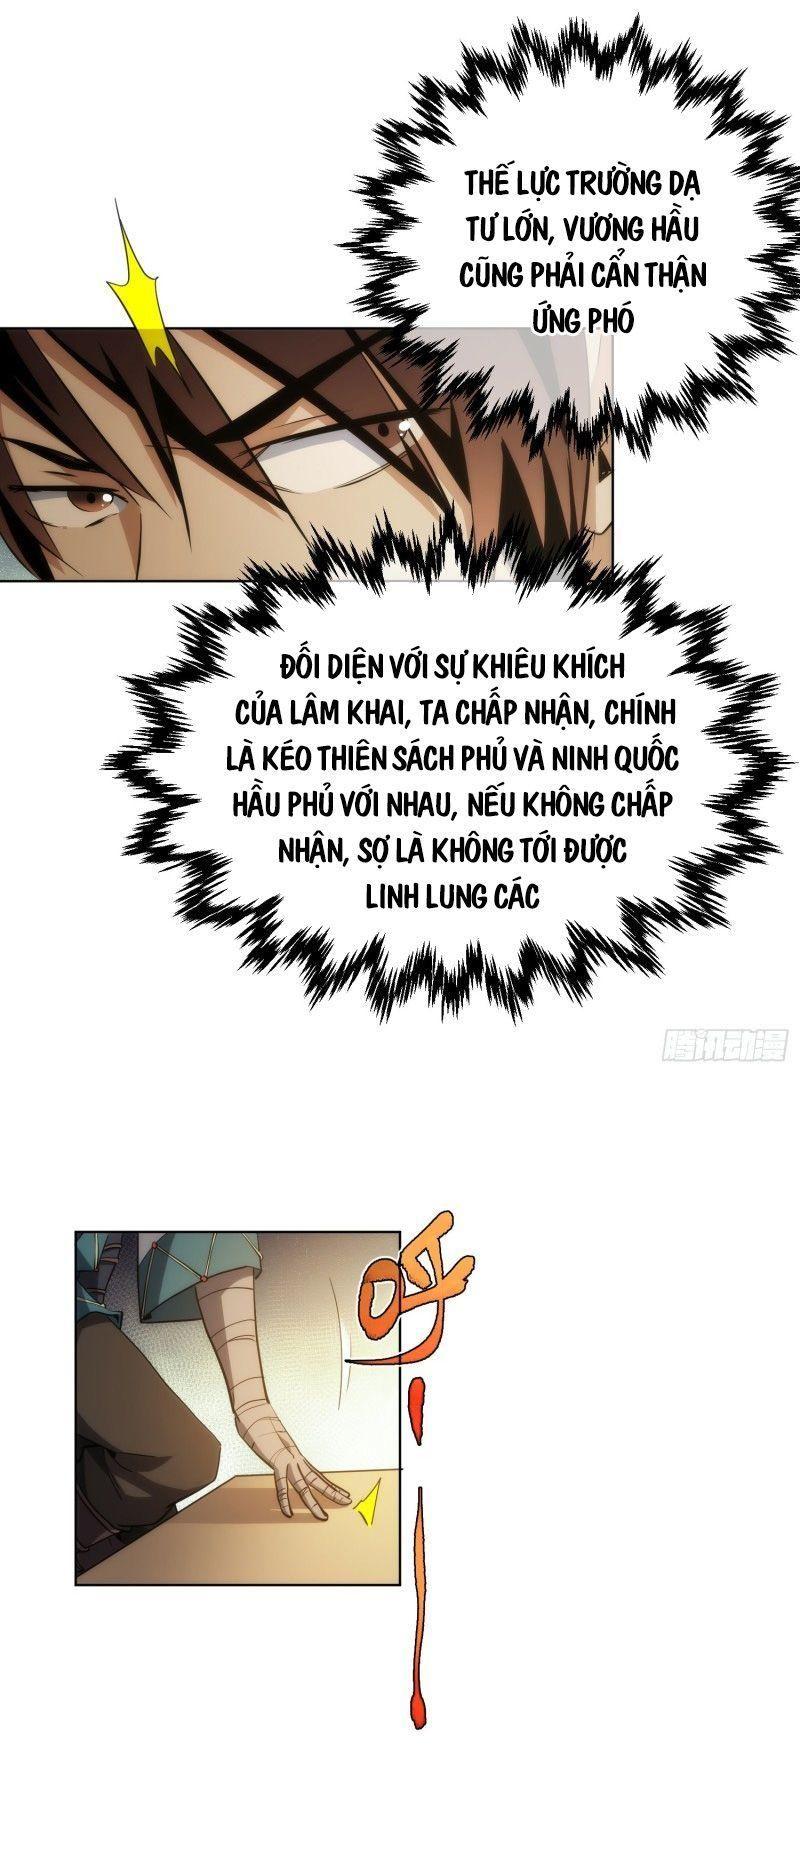 THẾ LỰC TRƯỜNG DẠ
TƯ LỚN, VƯƠNG HẦU
CŨNG PHẢI CẨN THẬN
ỨNG PHÓ
ĐỐI DIỆN VỚI SỰ KHIÊU KHÍCH
CỦA LÂM KHAI, TA CHẤP NHẬN, CHÍNH
LÀ KÉO THIÊN SÁCH PHỦ VÀ NINH QUỐC
HẦU PHỦ VỚI NHAU, NẾU KHÔNG CHẤP
NHẬN, SỢ LÀ KHÔNG TỚI ĐƯỢC
LINH LUNG CÁC
腾讯动漫
呼